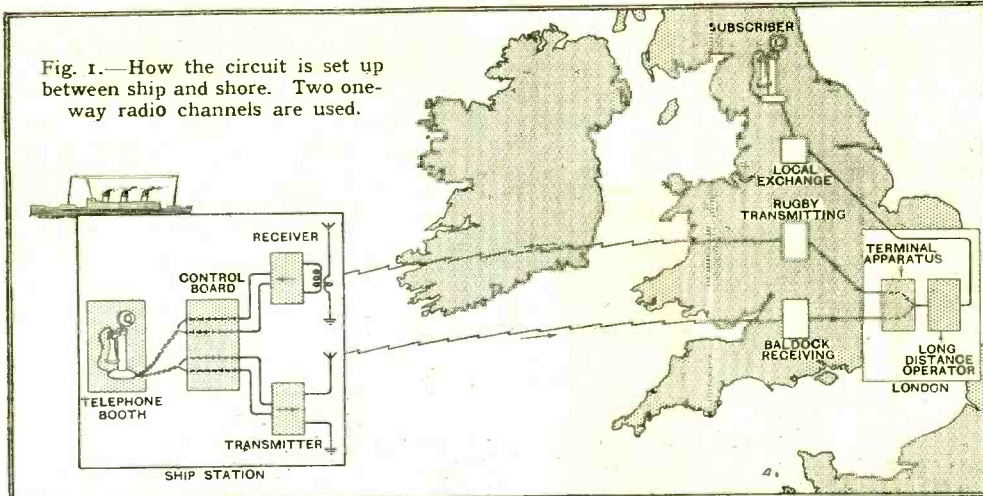 Fig. 1.—How the circuit is set up
between ship and shore. Two one-
way radio channels are used.
SUBSCRIBER
LOCAL
EXCHANGE
RUGBY
TRANSMITTING
TERMINAL
APPARATUS
BALDOCK
RECEIVING
LONG
DISTANCE
OPERATOR
LONDON
RECEIVER
CONTROL
BOARD
TELEPHONE
BOOTH
TRANSMITTER
SHIP STATION